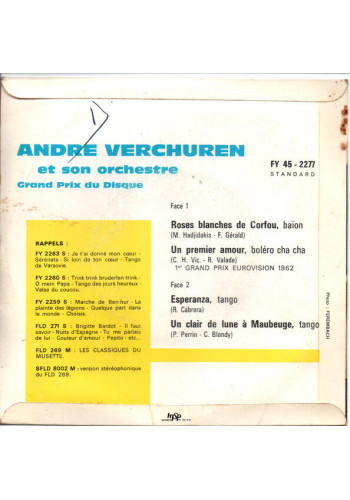 ANDRE VERCHUREN
et son orchestre
Grand Prix du Disque
FY 45 - 2277
STANDARD
Face 1
Roses blanches de Corfou, baïon
(M. Hadjidakis - F. Gérald)
Un premier amour, boléro cha cha
(C. H. Vic. - R. Valade)
1er GRAND PRIX EUROVISION 1962
Face 2
Esperanza, tango
(R. Cabrera)
Un clair de lune à Maubeuge, tango
(P. Perrin - C. Blondy)
RAPPELS :
FY 2263 S : Je t'ai donné mon cœur -
Sérénata - Si loin de ton cœur - Tango
de Varsovie.
FY 2260 S : Trink trink bruderlein trink -
O mein Papa - Tango des jours heureux -
Valse du coucou.
FY 2259 S : Marche de Ben-hur - La
plainte des légions - Quelque part dans
le monde - Choisis.
FLD 271 S : Brigitte Bardot - Il faut
savoir - Nuits d'Espagne - Tu me parlais
de lui - Couleur d'amour - Pepito - etc...
FLD 269 M : LES CLASSIQUES DU
MUSETTE.
SFLD 8002 M : version stéréophonique
du FLD 269.
Photo : FOREMBACH